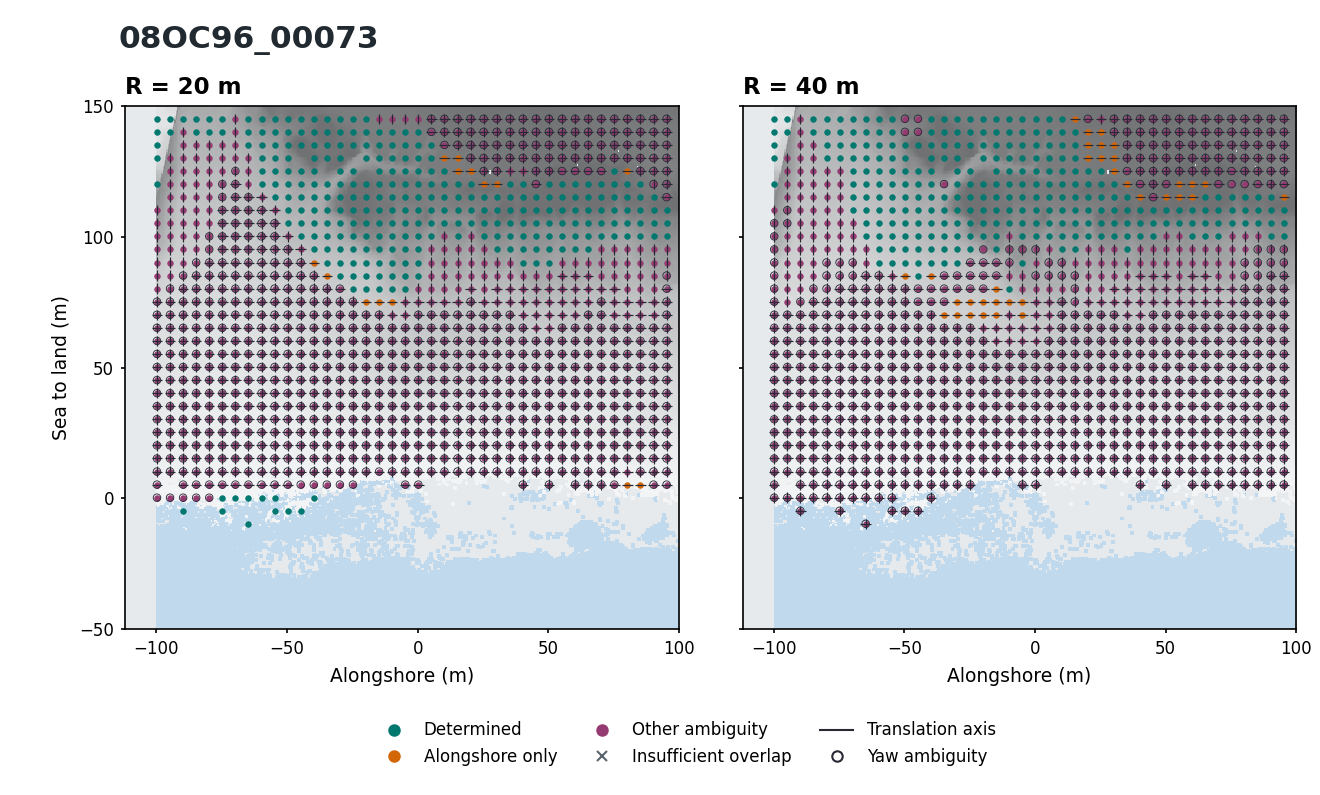 08OC96_00073
R = 20 m
R = 40 m
150
100
50
0
−50
Sea to land (m)
−100
−50
0
50
100
−100
−50
0
50
100
Alongshore (m)
Alongshore (m)
Determined
Other ambiguity
Translation axis
Alongshore only
Insufficient overlap
Yaw ambiguity